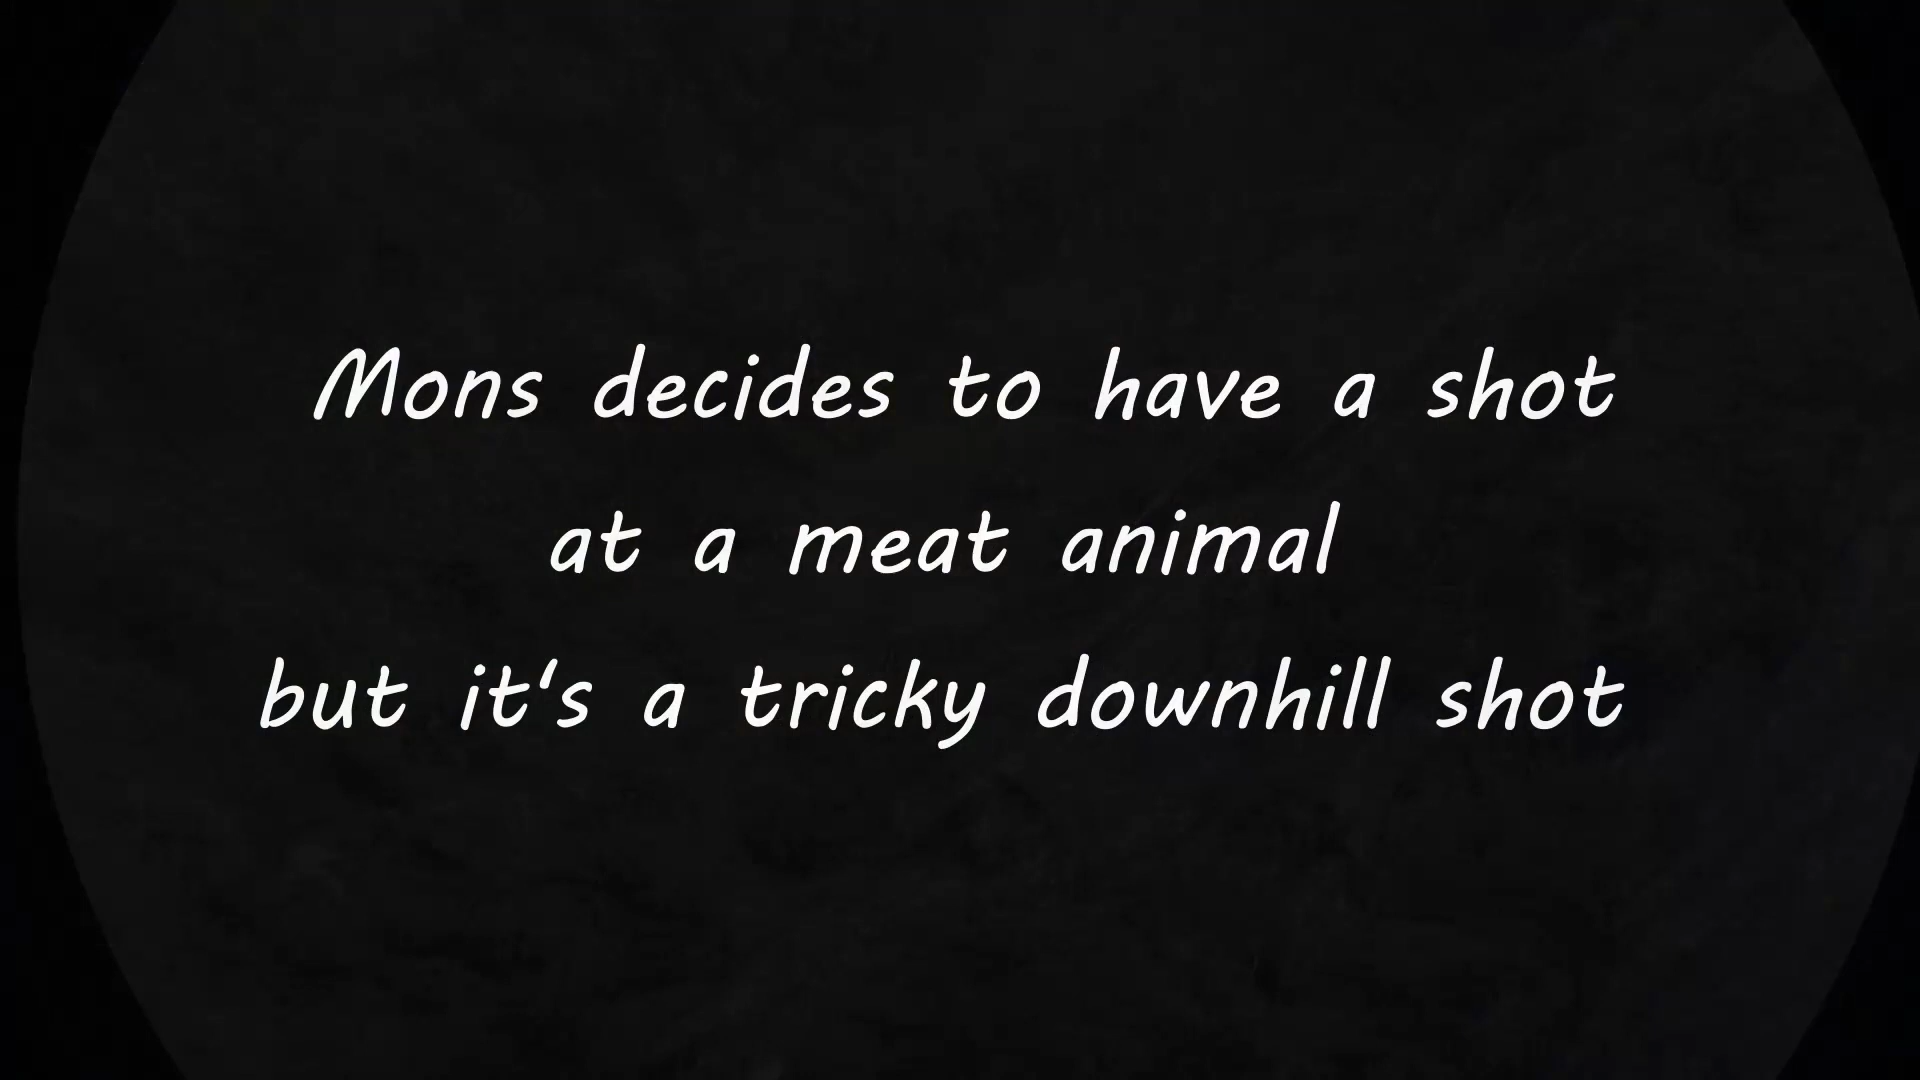 Mons decides to have a shot
at a meat animal
but it‘s a tricky downhill shot